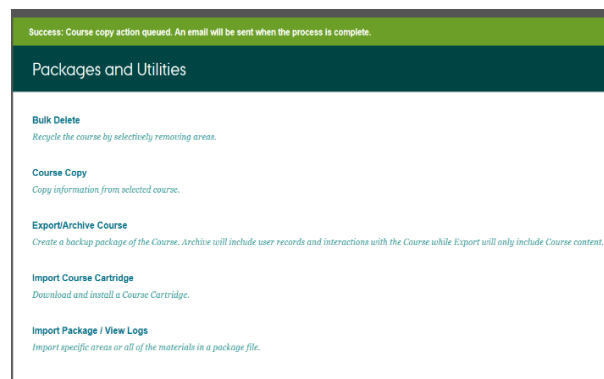 Success: Course copy action queued. An email will be sent when the process is complete.
Packages and Utilities
Bulk Delete
Recycle the course by selectively removing areas.
Course Copy
Copy information from selected course.
Export/Archive Course
Create a backup package of the Course. Archive will include user records and interactions with the Course while Export will only include Course content.
Import Course Cartridge
Download and install a Course Cartridge.
Import Package / View Logs
Import specific areas or all of the materials in a package file.